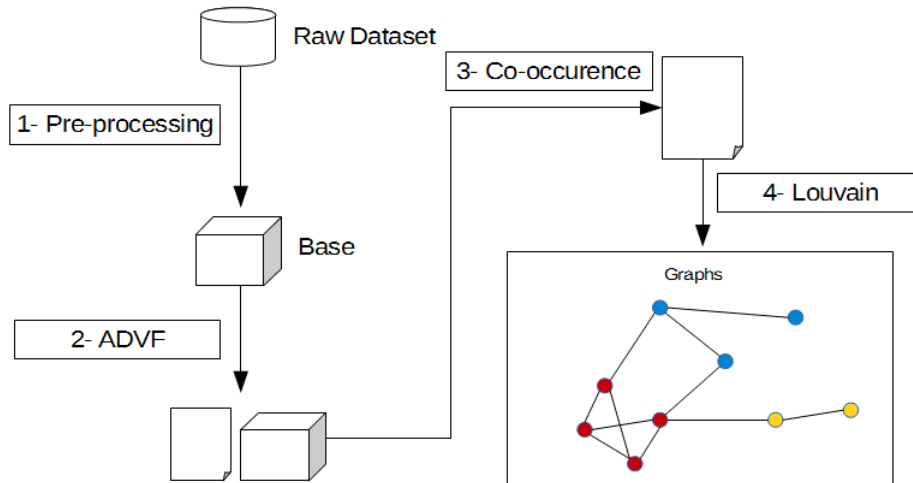 Raw Dataset
1- Pre-processing
Base
2- ADVF
3- Co-occurence
4- Louvain
Graphs